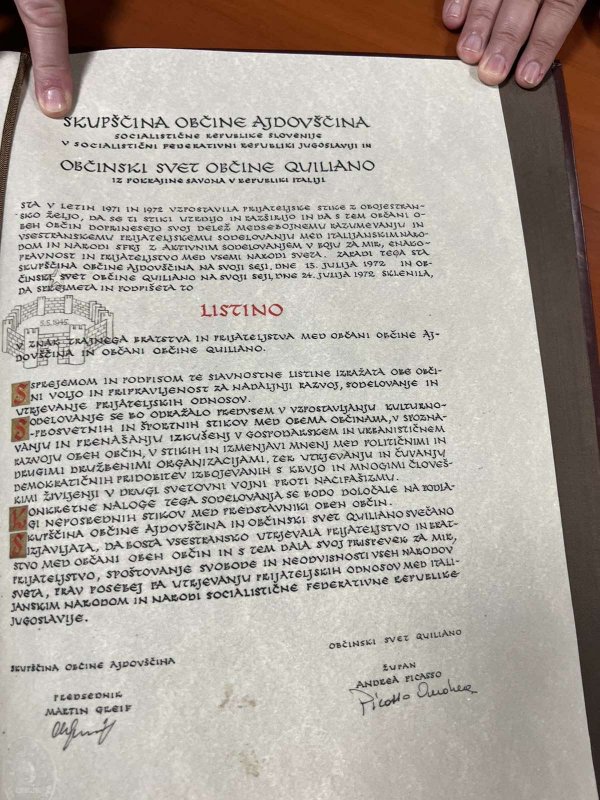 SKUPŠČINA OBČINE AJDOVŠČINA
SOCIALISTIČNE REPUBLIKE SLOVENIJE
V SOCIALISTIČNI FEDERATIVNI REPUBLIKI JUGOSLAVIJI IN
OBČINSKI SVET OBČINE QUILIANO
IZ POKRAJINE SAVONA V REPUBLIKI ITALIJI
STA V LETIH 1971 IN 1972 VZPOSTAVILA PRIJATELJSKE STIKE Z OBOJESTRAN-
SKO ŽELJO, DA SE TI STIKI UTRDIJO IN RAZŠIRIJO IN DA S TEM OBČANI O-
BEH OBČIN DOPRINESEJO SVOJ DELEŽ MEDSEBOJNEMU RAZUMEVANJU IN
VSESTRANSKEMU PRIJATELJSKEMU SODELOVANJU MED ITALIJANSKIM NARO-
DOM IN NARODI SFRJ Z AKTIVNIM SODELOVANJEM V BOJU ZA MIR, ENAKO-
PRAVNOST IN PRIJATELJSTVO MED VSEMI NARODI SVETA. ZARADI TEGA STA
SKUPŠČINA OBČINE AJDOVŠČINA NA SVOJI SEJI, DNE 13. JULIJA 1972 IN OB-
ČINSKI SVET OBČINE QUILIANO NA SVOJI SEJI, DNE 24. JULIJA 1972 SKLENILA,
DA SPREJMETA IN PODPIŠETA TO
LISTINO
5.5.1945
V ZNAK TRAJNEGA BRATSTVA IN PRIJATELJSTVA MED OBČANI OBČINE AJ-
DOVŠČINA IN OBČANI OBČINE QUILIANO.
S SPREJEMOM IN PODPISOM TE SLAVNOSTNE LISTINE IZRAŽATA OBE OBČI-
NI VOLJO IN PRIPRAVLJENOST ZA NADALJNJI RAZVOJ, SODELOVANJE IN
UTRJEVANJE PRIJATELJSKIH ODNOSOV.
SODELOVANJE SE BO ODRAŽALO PREDVSEM V VZPOSTAVLJANJU KULTURNO-
-PROSVETNIH IN ŠPORTNIH STIKOV MED OBEMA OBČINAMA, V SPOZNA-
VANJU IN PRENAŠANJU IZKUŠENJ V GOSPODARSKEM IN URBANISTIČNEM
RAZVOJU OBEH OBČIN, V STIKIH IN IZMENJAVI MNENJ MED POLITIČNIMI IN
DRUGIMI DRUŽBENIMI ORGANIZACIJAMI, TER UTRJEVANJU IN ČUVANJU
DEMOKRATIČNIH PRIDOBITEV IZBOJEVANIH S KRVJO IN MNOGIMI ČLOVEŠ-
KIMI ŽIVLJENJI V DRUGI SVETOVNI VOJNI PROTI NACIFAŠIZMU.
KONKRETNE NALOGE TEGA SODELOVANJA SE BODO DOLOČALE NA PODLA-
GI NEPOSREDNIH STIKOV MED PREDSTAVNIKI OBEH OBČIN.
SKUPŠČINA OBČINE AJDOVŠČINA IN OBČINSKI SVET QUILIANO SVEČANO
IZJAVLJATA, DA BOSTA VSESTRANSKO UTRJEVALA PRIJATELJSTVO IN BRAT-
STVO MED OBČANI OBEH OBČIN IN S TEM DALA SVOJ PRISPEVEK ZA MIR,
PRIJATELJSTVO, SPOŠTOVANJE SVOBODE IN NEODVISNOSTI VSEH NARODOV
SVETA, PRAV POSEBEJ PA UTRJEVANJU PRIJATELJSKIH ODNOSOV MED ITALI-
JANSKIM NARODOM IN NARODI SOCIALISTIČNE FEDERATIVNE REPUBLIKE
JUGOSLAVIJE.
SKUPŠČINA OBČINE AJDOVŠČINA
PREDSEDNIK
MARTIN GREIF
OBČINSKI SVET QUILIANO
ŽUPAN
ANDREA PICASSO
Picasso Andrea